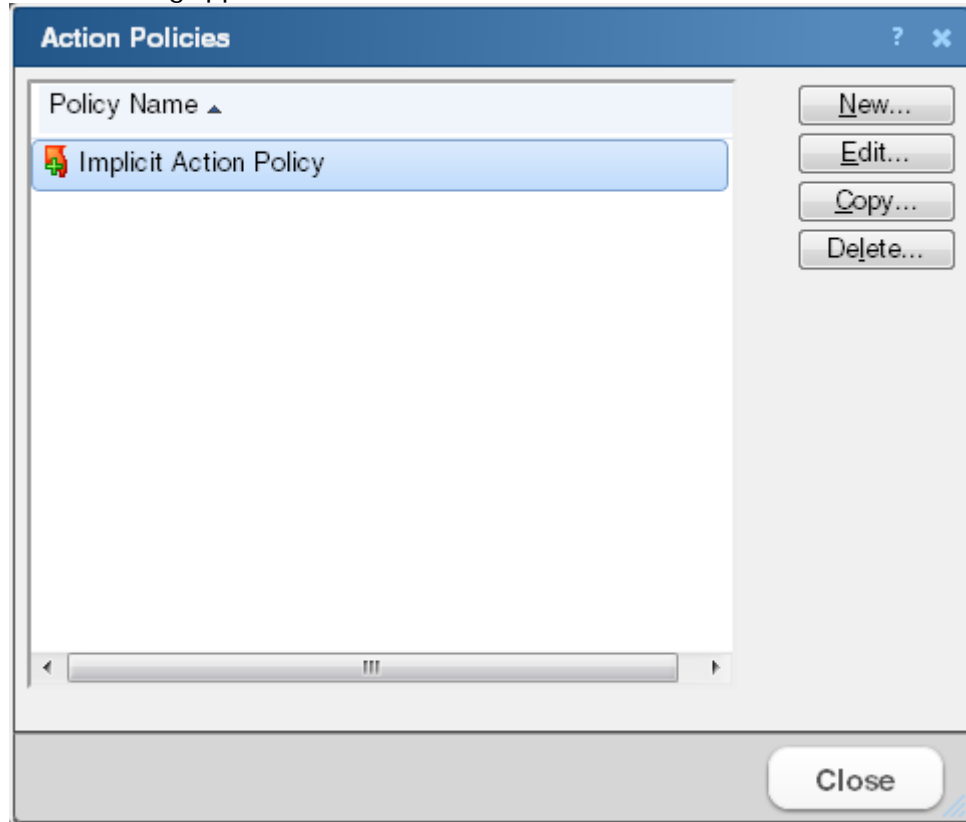 Action Policies ?
Policy Name
New...
Implicit Action Policy
Edit...
Copy...
Delete...
Close